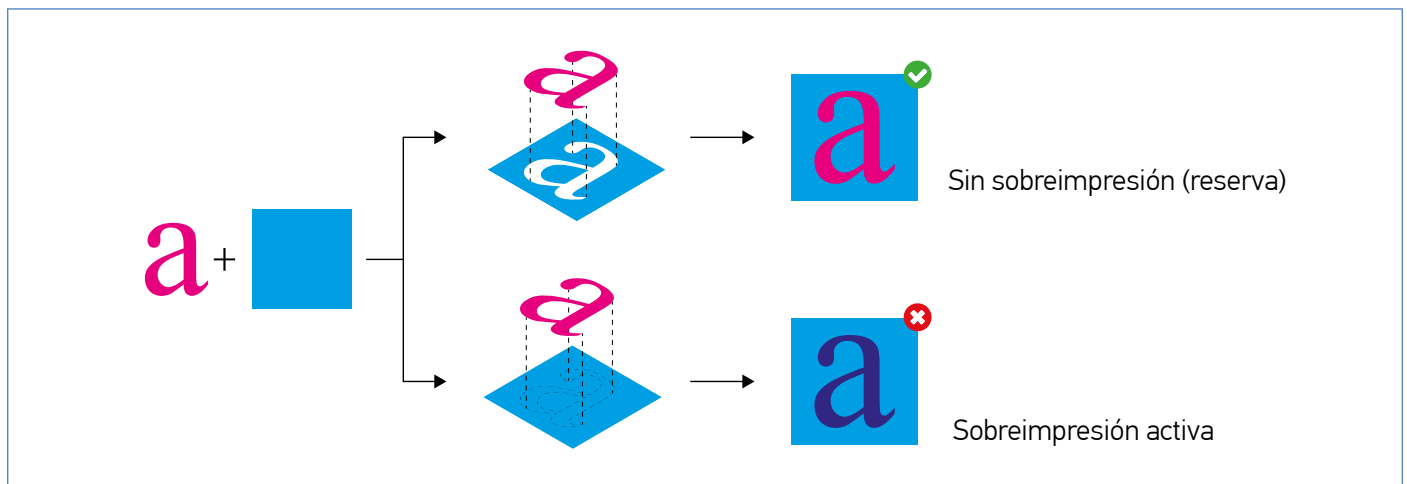 a + 
a
a
a
Sin sobreimpresión (reserva)
a
a
Sobreimpresión activa